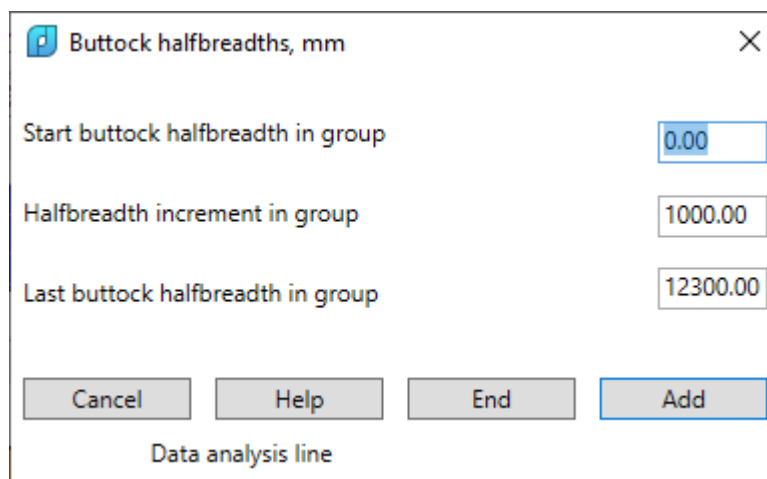 Buttock halfbreadths, mm
Start buttock halfbreadth in group 0.00
Halfbreadth increment in group 1000.00
Last buttock halfbreadth in group 12300.00
Cancel Help End Add
Data analysis line